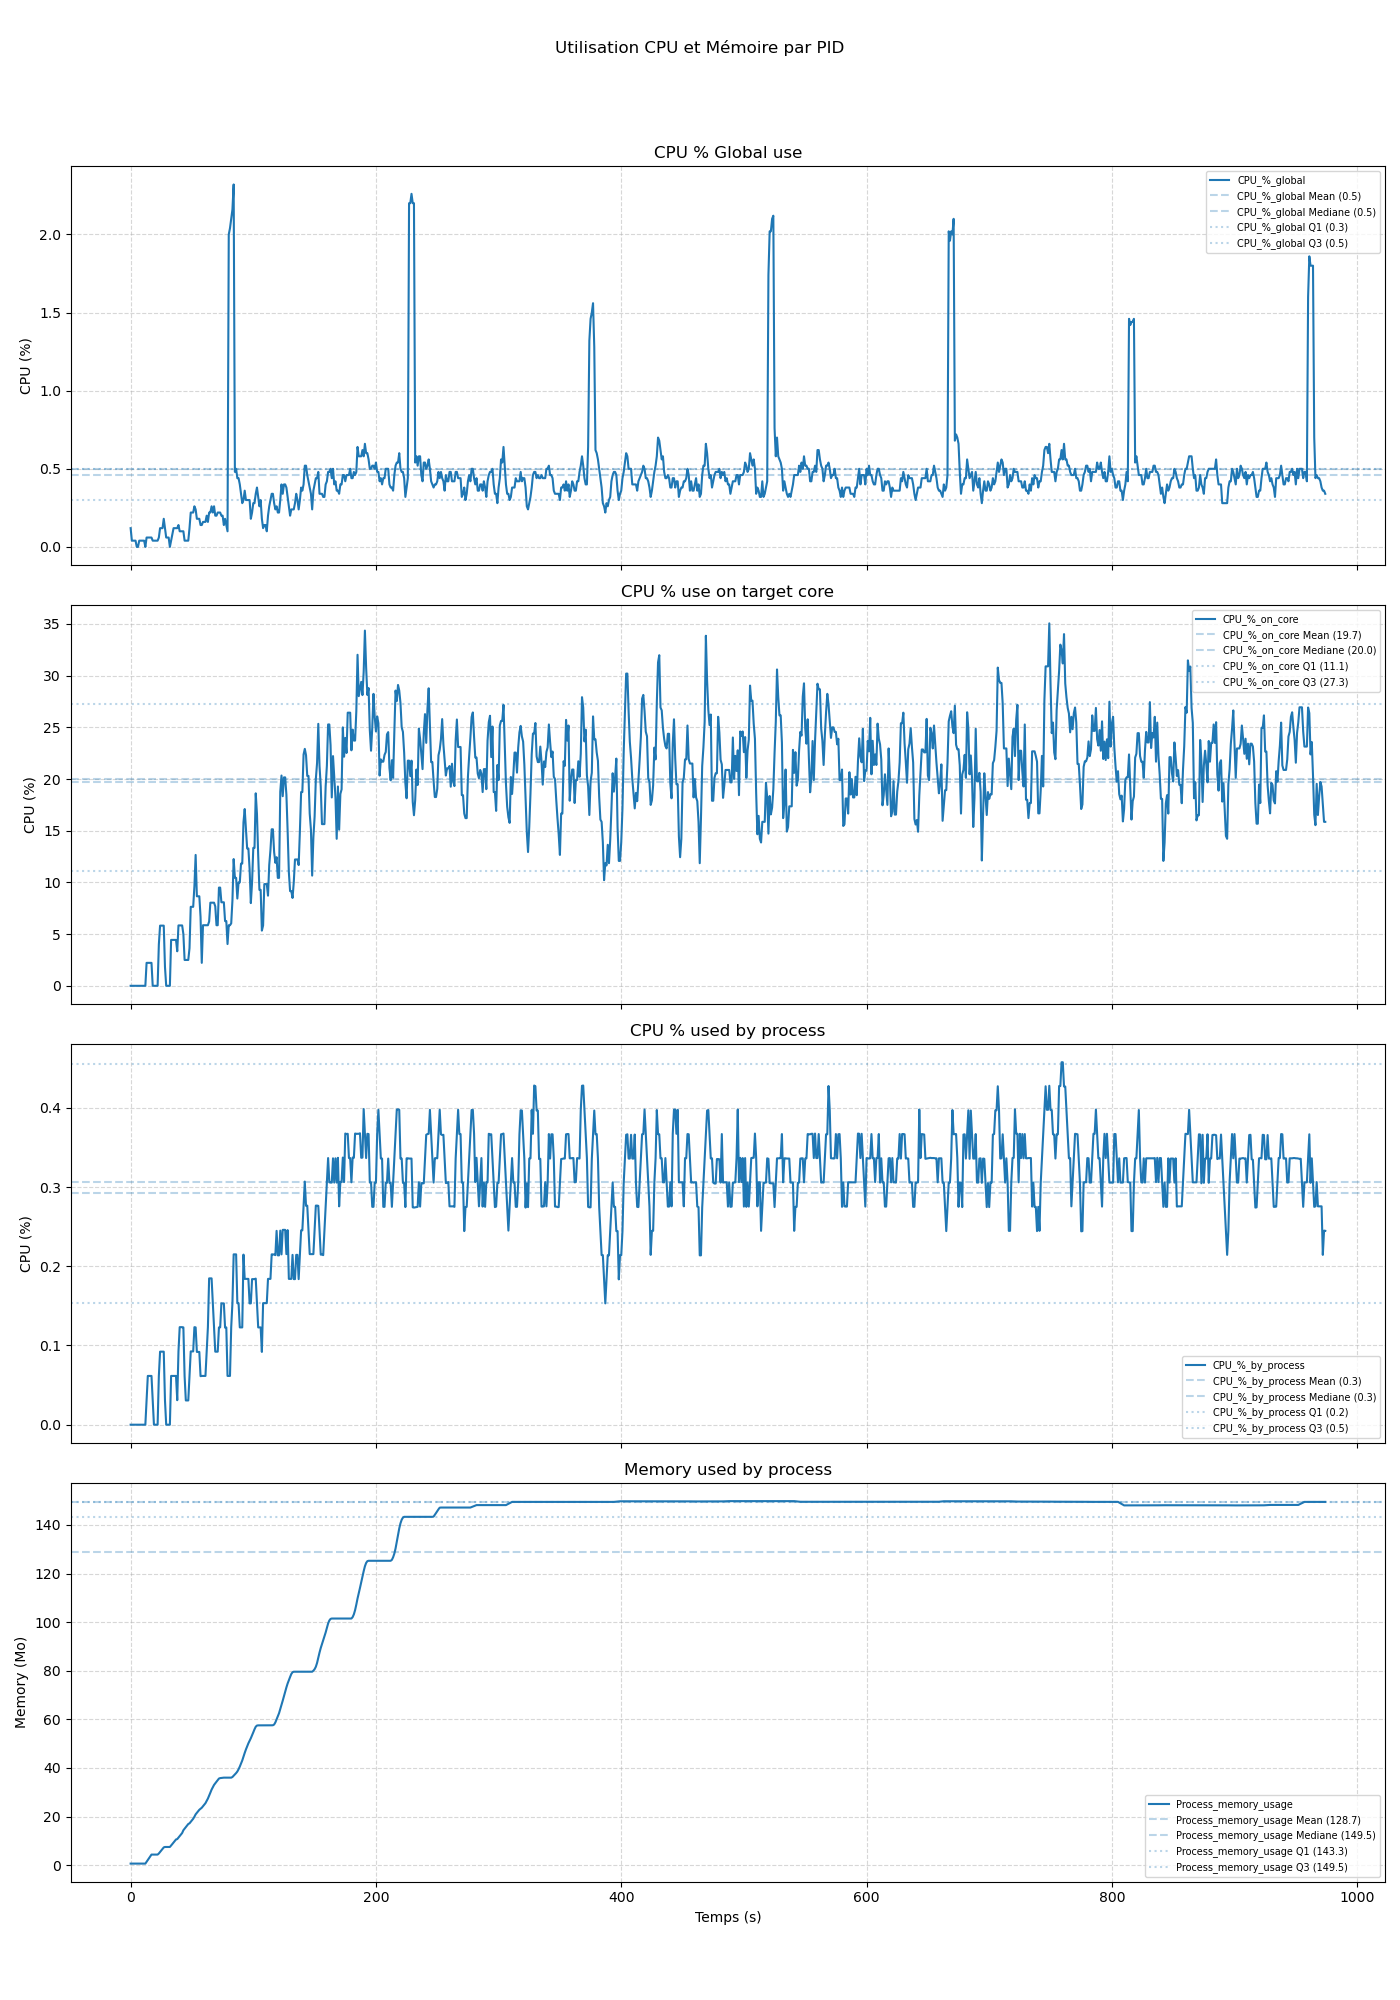 Utilisation CPU et Mémoire par PID
CPU % Global use
CPU (%)
2.0
1.5
1.0
0.5
0.0
CPU_%_global
CPU_%_global Mean (0.5)
CPU_%_global Mediane (0.5)
CPU_%_global Q1 (0.3)
CPU_%_global Q3 (0.5)
CPU % use on target core
CPU (%)
35
30
25
20
15
10
5
0
CPU_%_on_core
CPU_%_on_core Mean (19.7)
CPU_%_on_core Mediane (20.0)
CPU_%_on_core Q1 (11.1)
CPU_%_on_core Q3 (27.3)
CPU % used by process
CPU (%)
0.4
0.3
0.2
0.1
0.0
CPU_%_by_process
CPU_%_by_process Mean (0.3)
CPU_%_by_process Mediane (0.3)
CPU_%_by_process Q1 (0.2)
CPU_%_by_process Q3 (0.5)
Memory used by process
Memory (Mo)
140
120
100
80
60
40
20
0
Process_memory_usage
Process_memory_usage Mean (128.7)
Process_memory_usage Mediane (149.5)
Process_memory_usage Q1 (143.3)
Process_memory_usage Q3 (149.5)
0 200 400 600 800 1000
Temps (s)